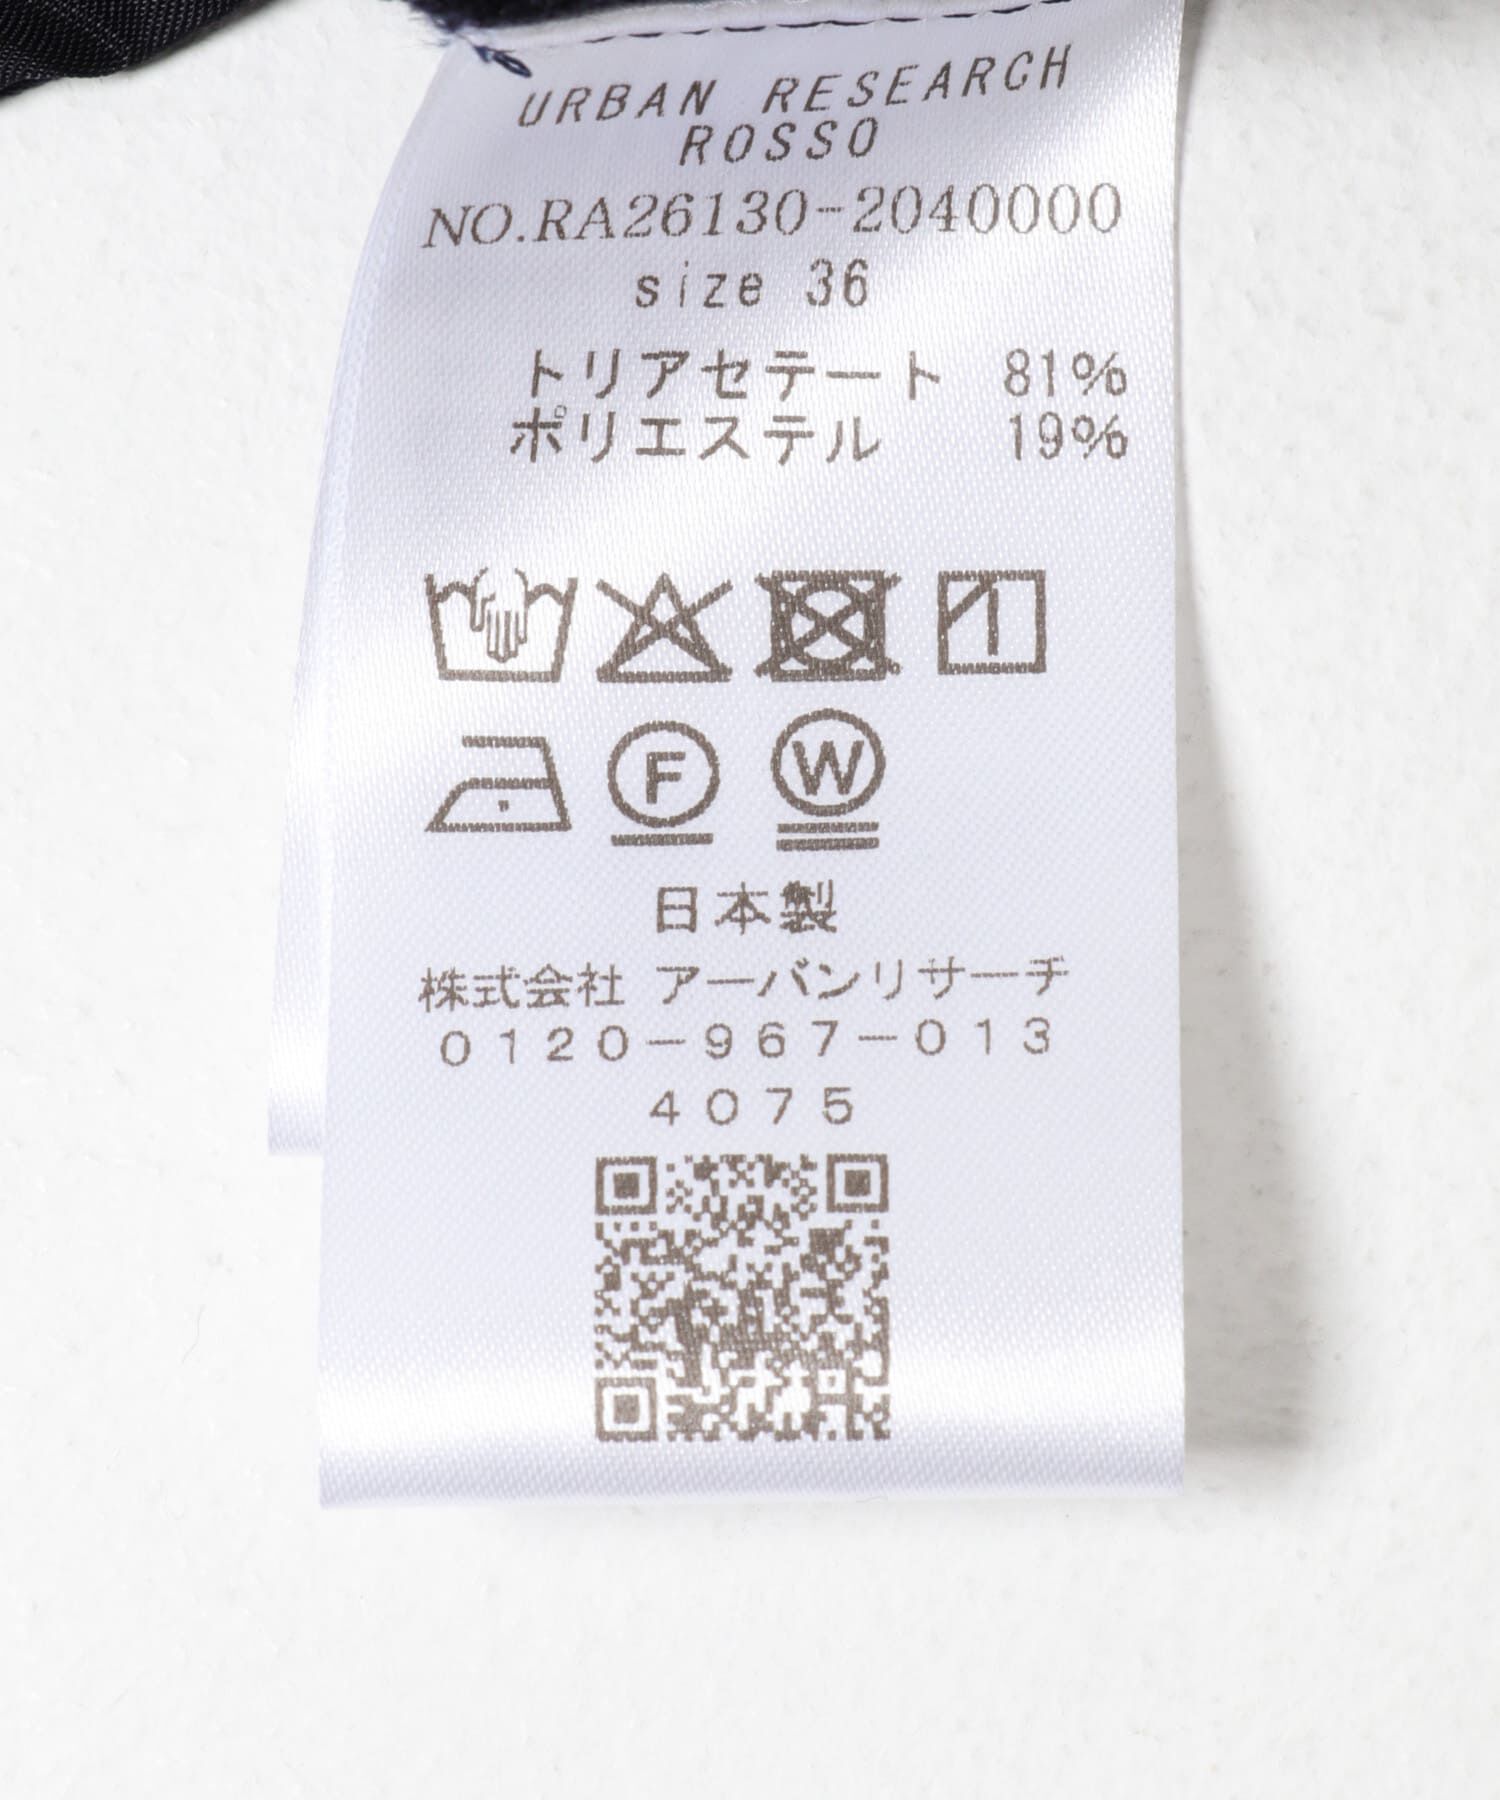 URBAN RESEARCH
ROSSO
NO.RA26130-2040000
size 36
トリアセテート 81%
ポリエステル 19%
F W
日本製
株式会社 アーバンリサーチ
0120-967-013
4075